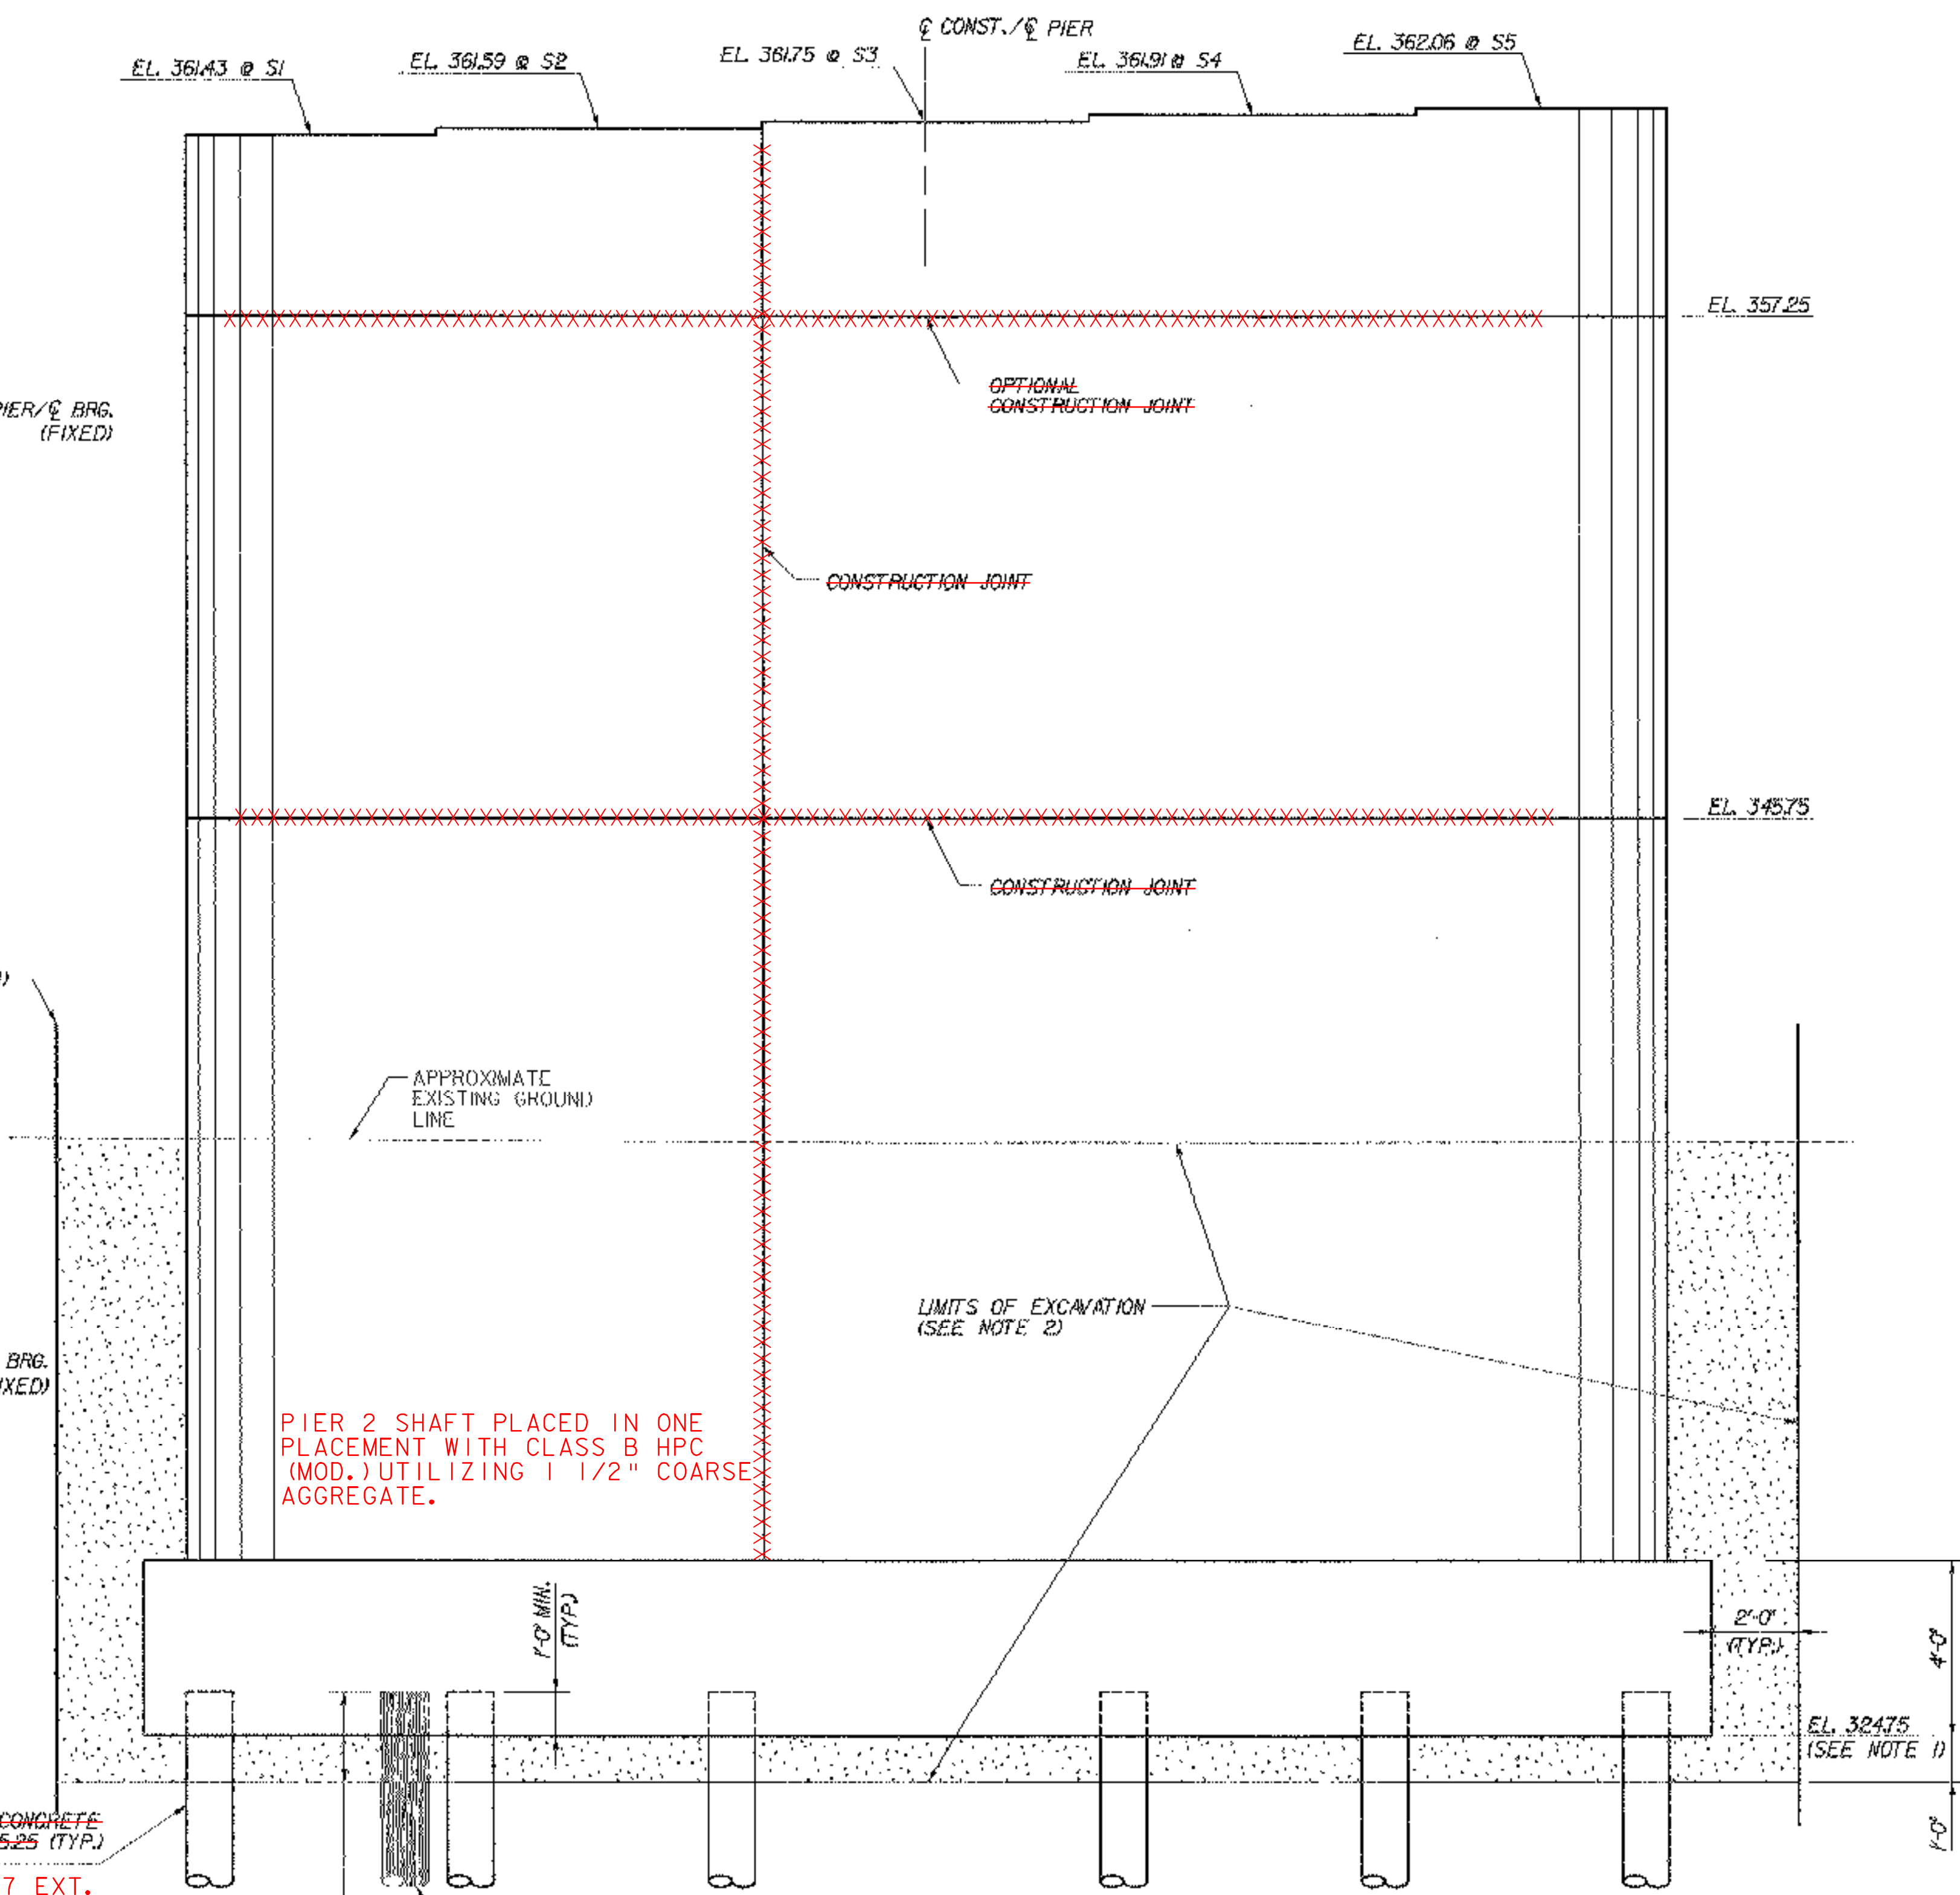 ℄ CONST./℄ PIER
EL. 361.43 @ S1
EL. 361.59 @ S2
EL. 361.75 @ S3
EL. 361.91 @ S4
EL. 362.06 @ S5
EL. 357.25
OPTIONAL
CONSTRUCTION JOINT
PIER/℄ BRG.
(FIXED)
CONSTRUCTION JOINT
EL. 345.75
CONSTRUCTION JOINT
APPROXIMATE
EXISTING GROUND
LINE
LIMITS OF EXCAVATION
(SEE NOTE 2)
BRG.
IXED)
PIER 2 SHAFT PLACED IN ONE
PLACEMENT WITH CLASS B HPC
(MOD.) UTILIZING 1 1/2" COARSE
AGGREGATE.
1'-0" MIN.
(TYP.)
2'-0"
(TYP.)
4'-0"
EL. 324.75
(SEE NOTE 1)
1'-0"
CONCRETE
5.25 (TYP.)
7 EXT.